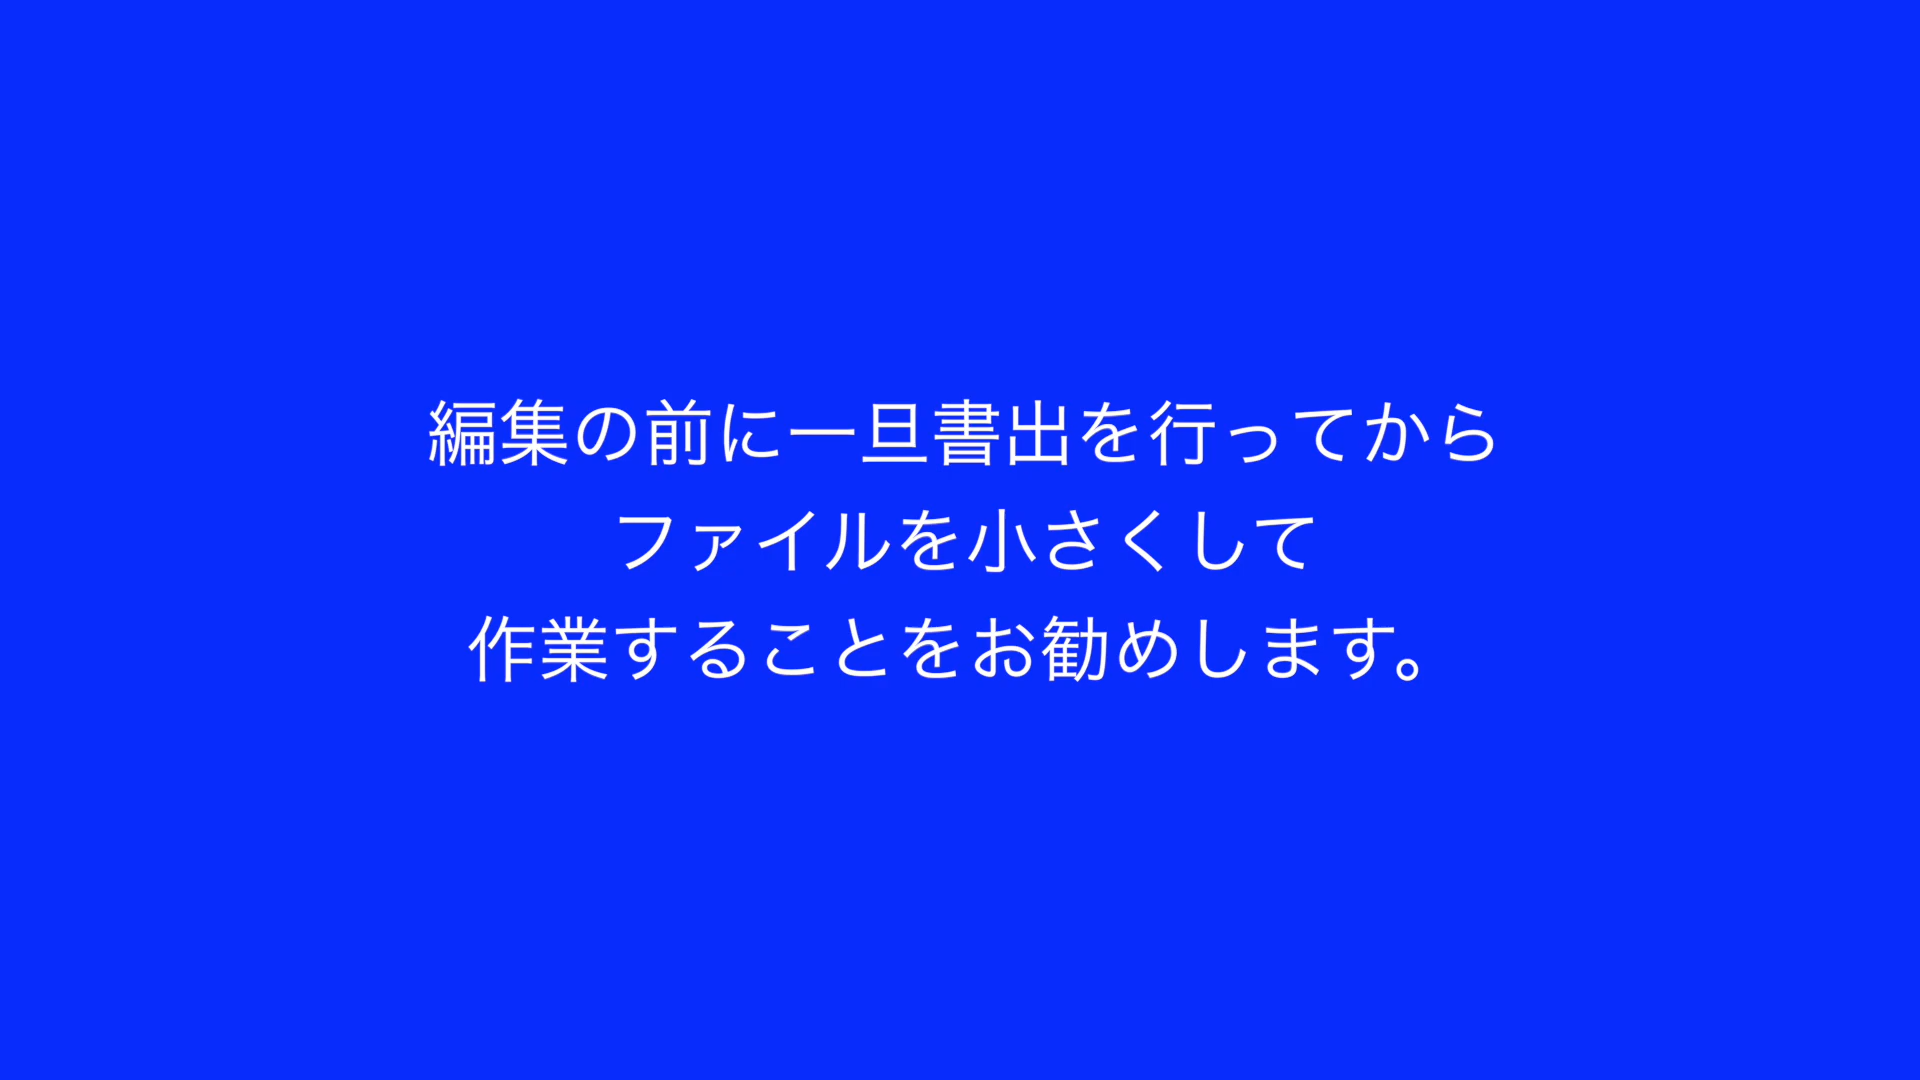 編集の前に一旦書出を行ってから
ファイルを小さくして
作業することをお勧めします。